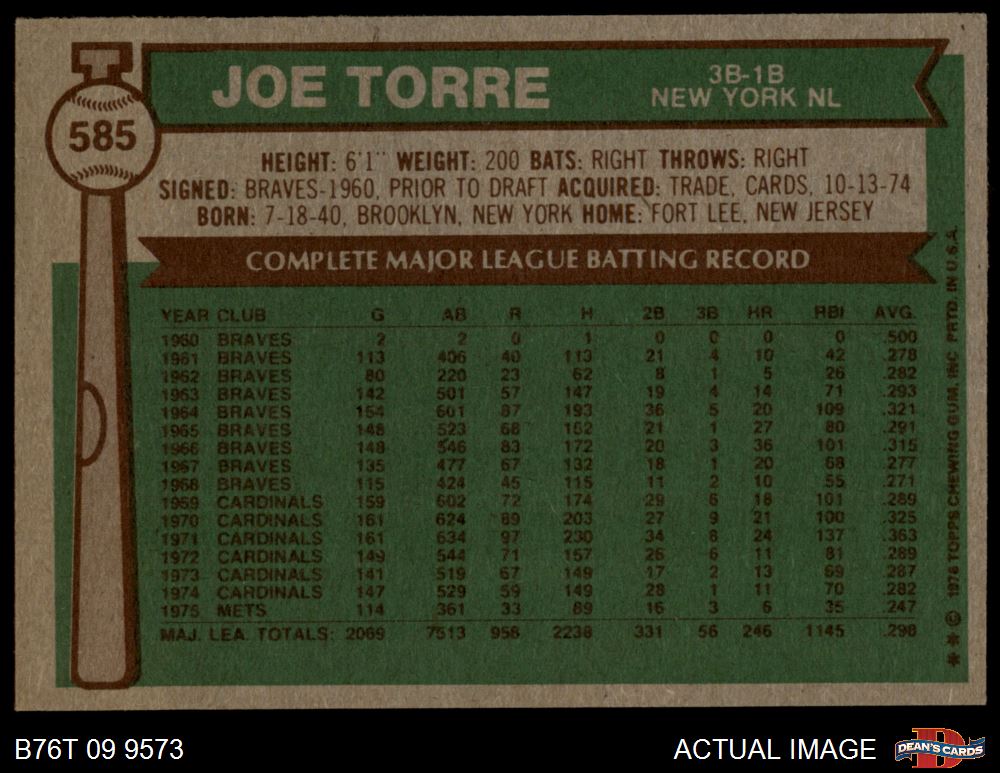 JOE TORRE
3B-1B
NEW YORK NL
585
HEIGHT: 6'1" WEIGHT: 200 BATS: RIGHT THROWS: RIGHT
SIGNED: BRAVES-1960, PRIOR TO DRAFT ACQUIRED: TRADE, CARDS, 10-13-74
BORN: 7-18-40, BROOKLYN, NEW YORK HOME: FORT LEE, NEW JERSEY
COMPLETE MAJOR LEAGUE BATTING RECORD
YEAR CLUB G AB R H 2B 3B HR RBI AVG.
1960 BRAVES 2 2 0 1 0 0 0 0 .500
1961 BRAVES 113 406 40 113 21 4 10 42 .278
1962 BRAVES 80 220 23 62 8 1 5 26 .282
1963 BRAVES 142 501 57 147 19 4 14 71 .293
1964 BRAVES 154 601 87 193 36 5 20 109 .321
1965 BRAVES 148 523 68 152 21 1 27 80 .291
1966 BRAVES 148 546 83 172 20 3 36 101 .315
1967 BRAVES 135 477 67 132 18 1 20 68 .277
1968 BRAVES 115 424 45 115 11 2 10 55 .271
1969 CARDINALS 159 602 72 174 29 6 18 101 .289
1970 CARDINALS 161 624 89 203 27 9 21 100 .325
1971 CARDINALS 161 634 97 230 34 8 24 137 .363
1972 CARDINALS 149 544 71 157 26 6 11 81 .289
1973 CARDINALS 141 519 67 149 17 2 13 69 .287
1974 CARDINALS 147 529 59 149 28 1 11 70 .282
1975 METS 114 361 33 89 16 3 6 35 .247
MAJ. LEA. TOTALS: 2069 7513 958 2238 331 56 246 1145 .298
* * © 1976 TOPPS CHEWING GUM, INC PRTD. IN U.S.A.
B76T 09 9573
ACTUAL IMAGE
D
DEAN'S CARDS